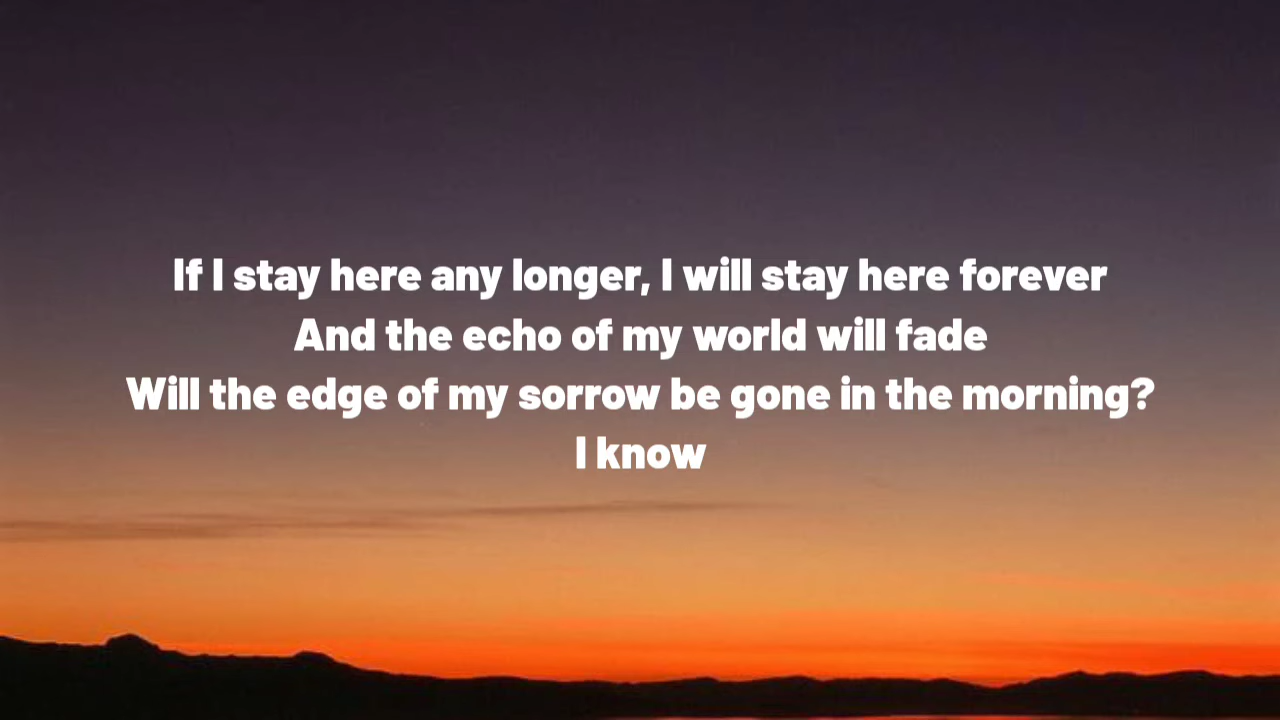 If I stay here any longer, I will stay here forever
And the echo of my world will fade
Will the edge of my sorrow be gone in the morning?
I know